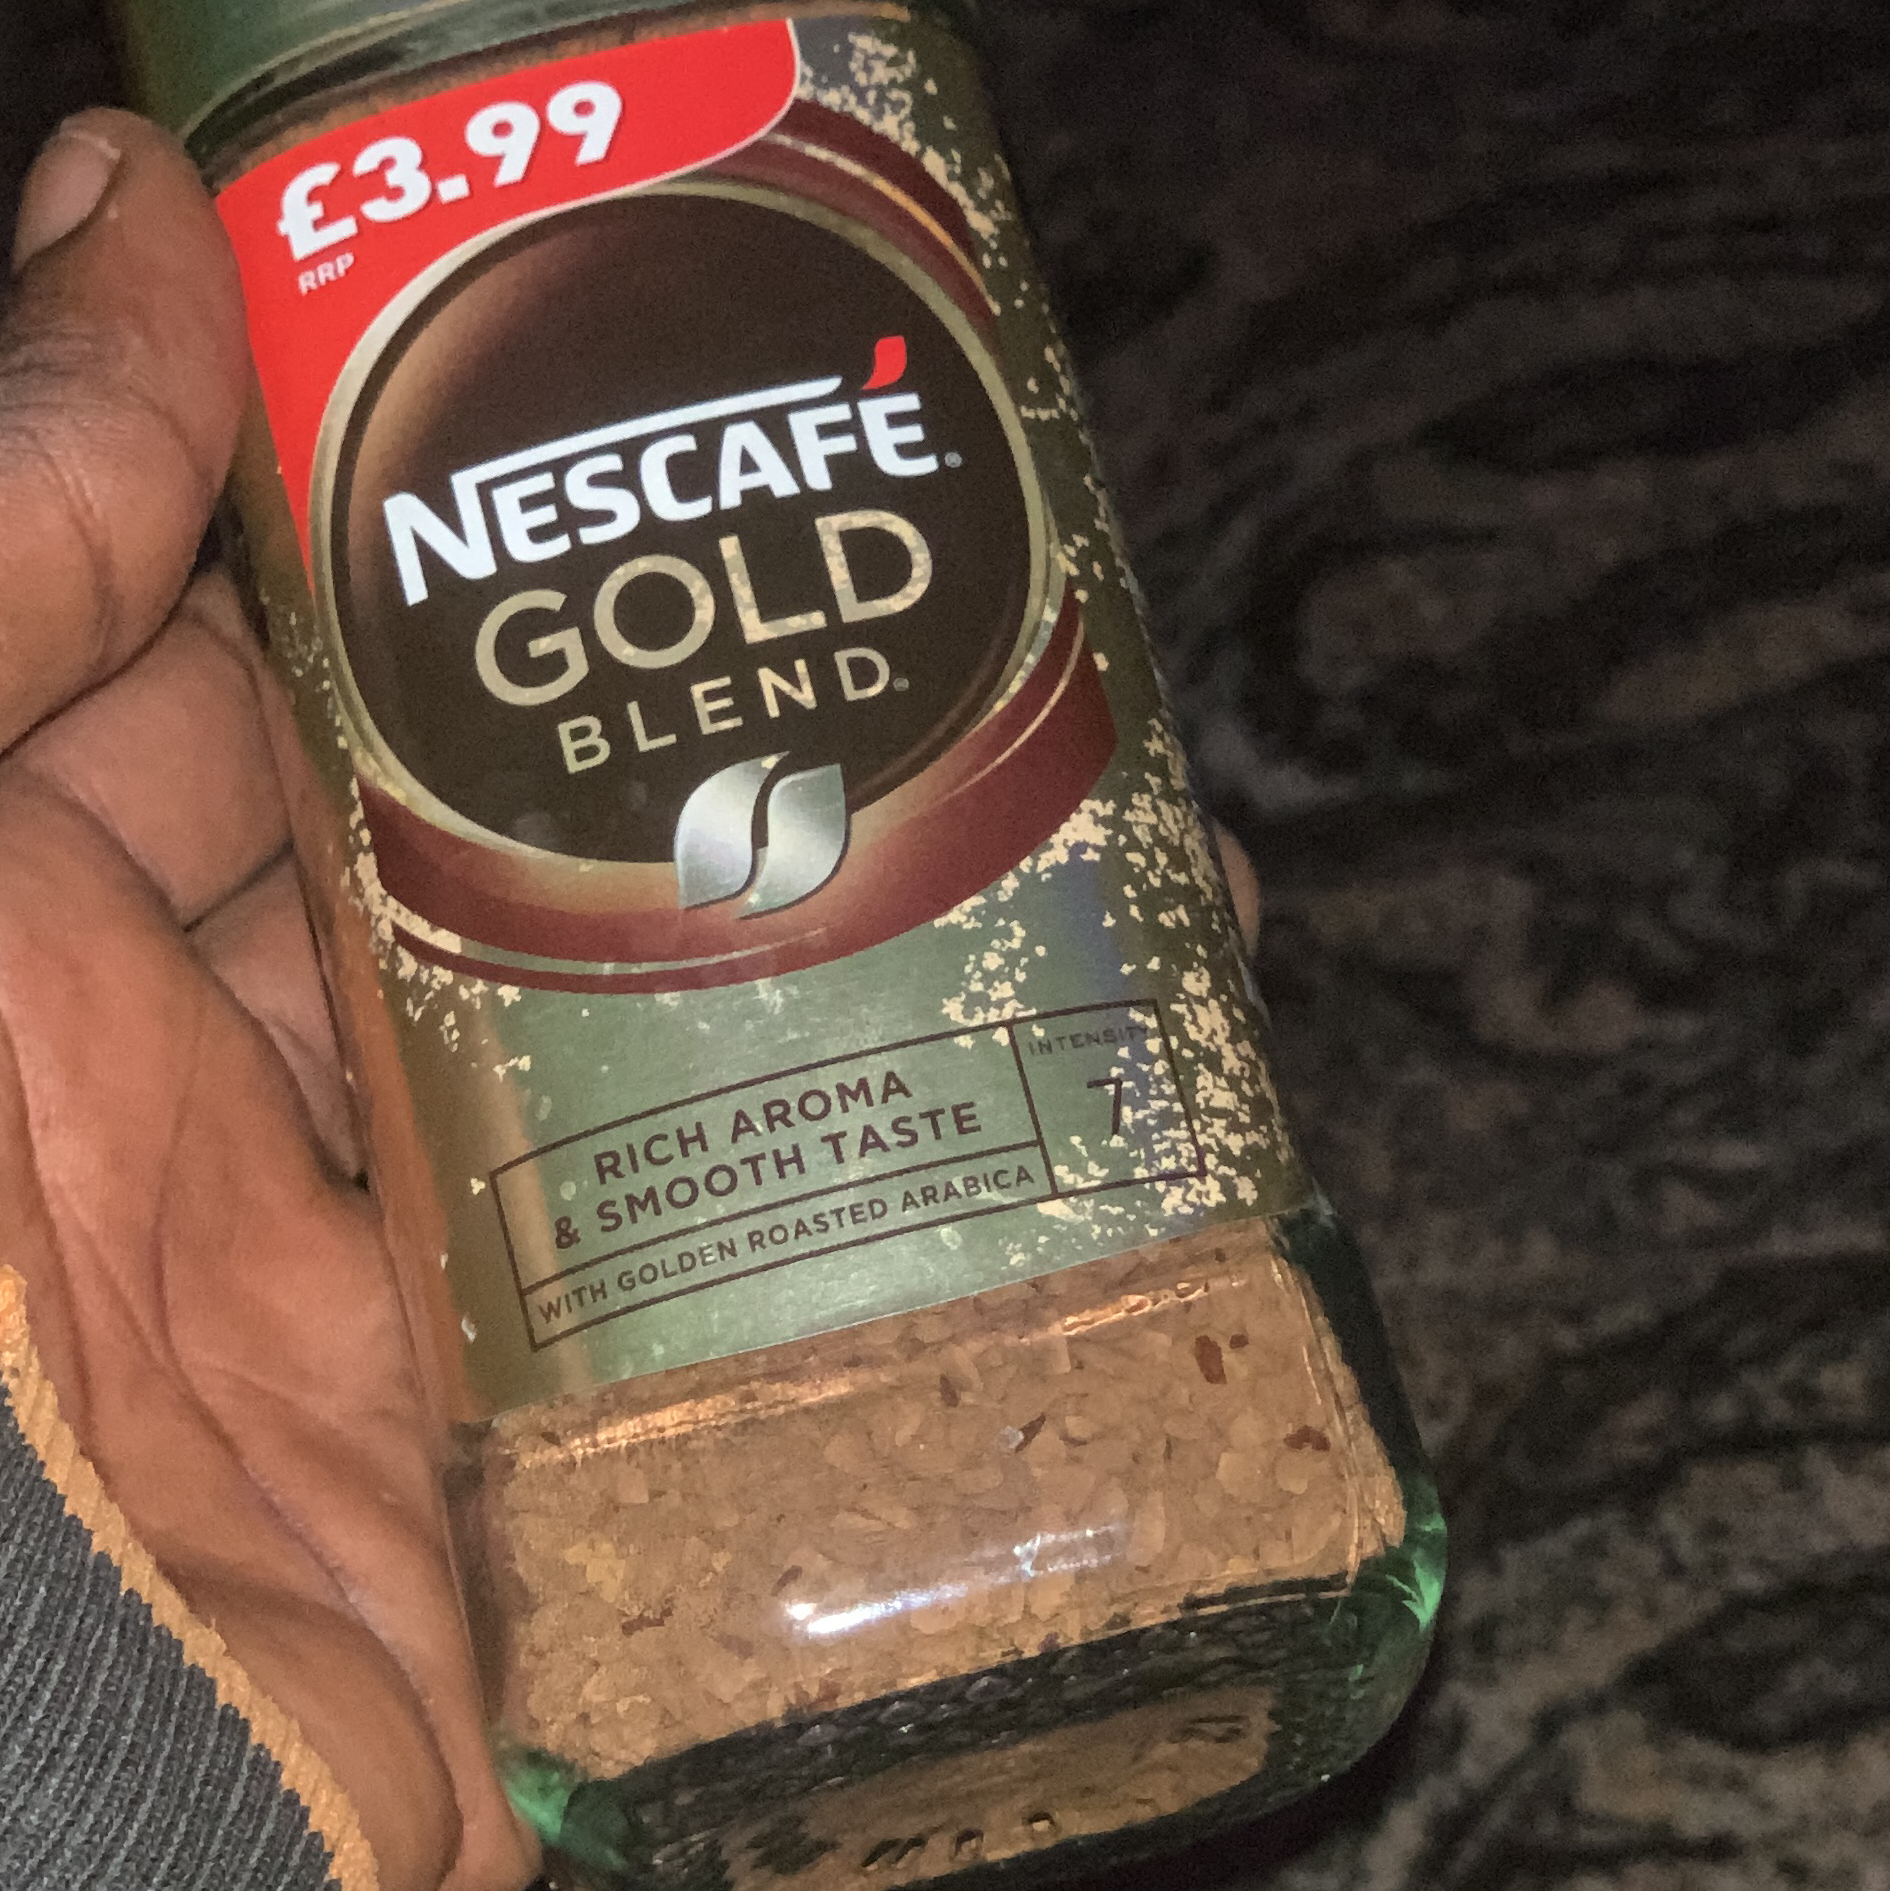 £3.99
RRP
NESCAFÉ®
GOLD
BLEND®
RICH AROMA
& SMOOTH TASTE
WITH GOLDEN ROASTED ARABICA
INTENSITY
7